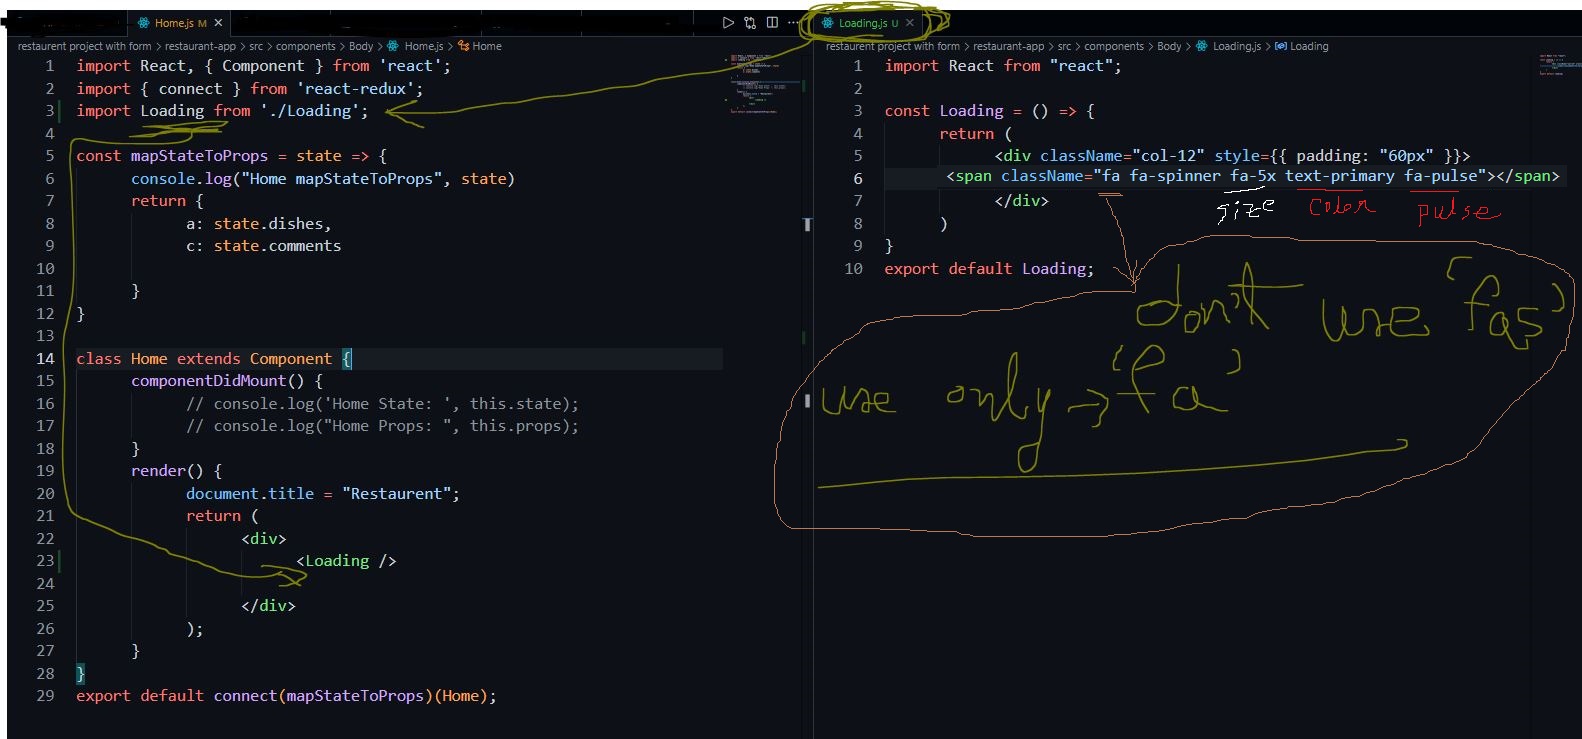 Home.js M ×
restaurent project with form > restaurant-app > src > components > Body > Home.js > Home
1 import React, { Component } from 'react';
2 import { connect } from 'react-redux';
3 import Loading from './Loading';
4
5 const mapStateToProps = state => {
6 console.log("Home mapStateToProps", state)
7 return {
8 a: state.dishes,
9 c: state.comments
10
11 }
12 }
13
14 class Home extends Component {
15 componentDidMount() {
16 // console.log('Home State: ', this.state);
17 // console.log("Home Props: ", this.props);
18 }
19 render() {
20 document.title = "Restaurent";
21 return (
22 <div>
23 <Loading />
24
25 </div>
26 );
27 }
28 }
29 export default connect(mapStateToProps)(Home);
Loading.js U ×
restaurent project with form > restaurant-app > src > components > Body > Loading.js > Loading
1 import React from "react";
2
3 const Loading = () => {
4 return (
5 <div className="col-12" style={{ padding: "60px" }}>
6 <span className="fa fa-spinner fa-5x text-primary fa-pulse"></span>
7 </div>
8 )
9 }
10 export default Loading;
size color pulse
don't use 'fas'
use only → 'fa'